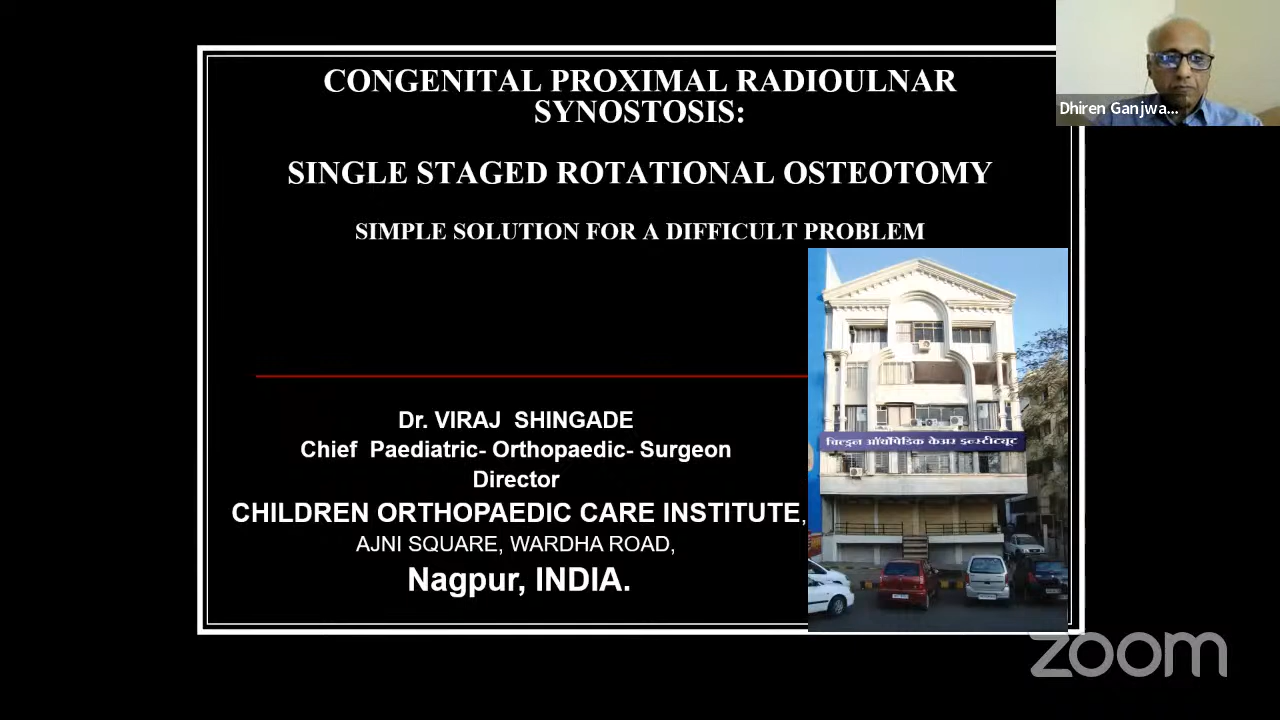 CONGENITAL PROXIMAL RADIOULNAR
SYNOSTOSIS:
SINGLE STAGED ROTATIONAL OSTEOTOMY
SIMPLE SOLUTION FOR A DIFFICULT PROBLEM
Dr. VIRAJ SHINGADE
Chief Paediatric- Orthopaedic- Surgeon
Director
CHILDREN ORTHOPAEDIC CARE INSTITUTE,
AJNI SQUARE, WARDHA ROAD,
Nagpur, INDIA.
चिल्ड्रन ऑर्थोपेडिक केअर इन्स्टीट्यूट
Dhiren Ganjwa...
zoom